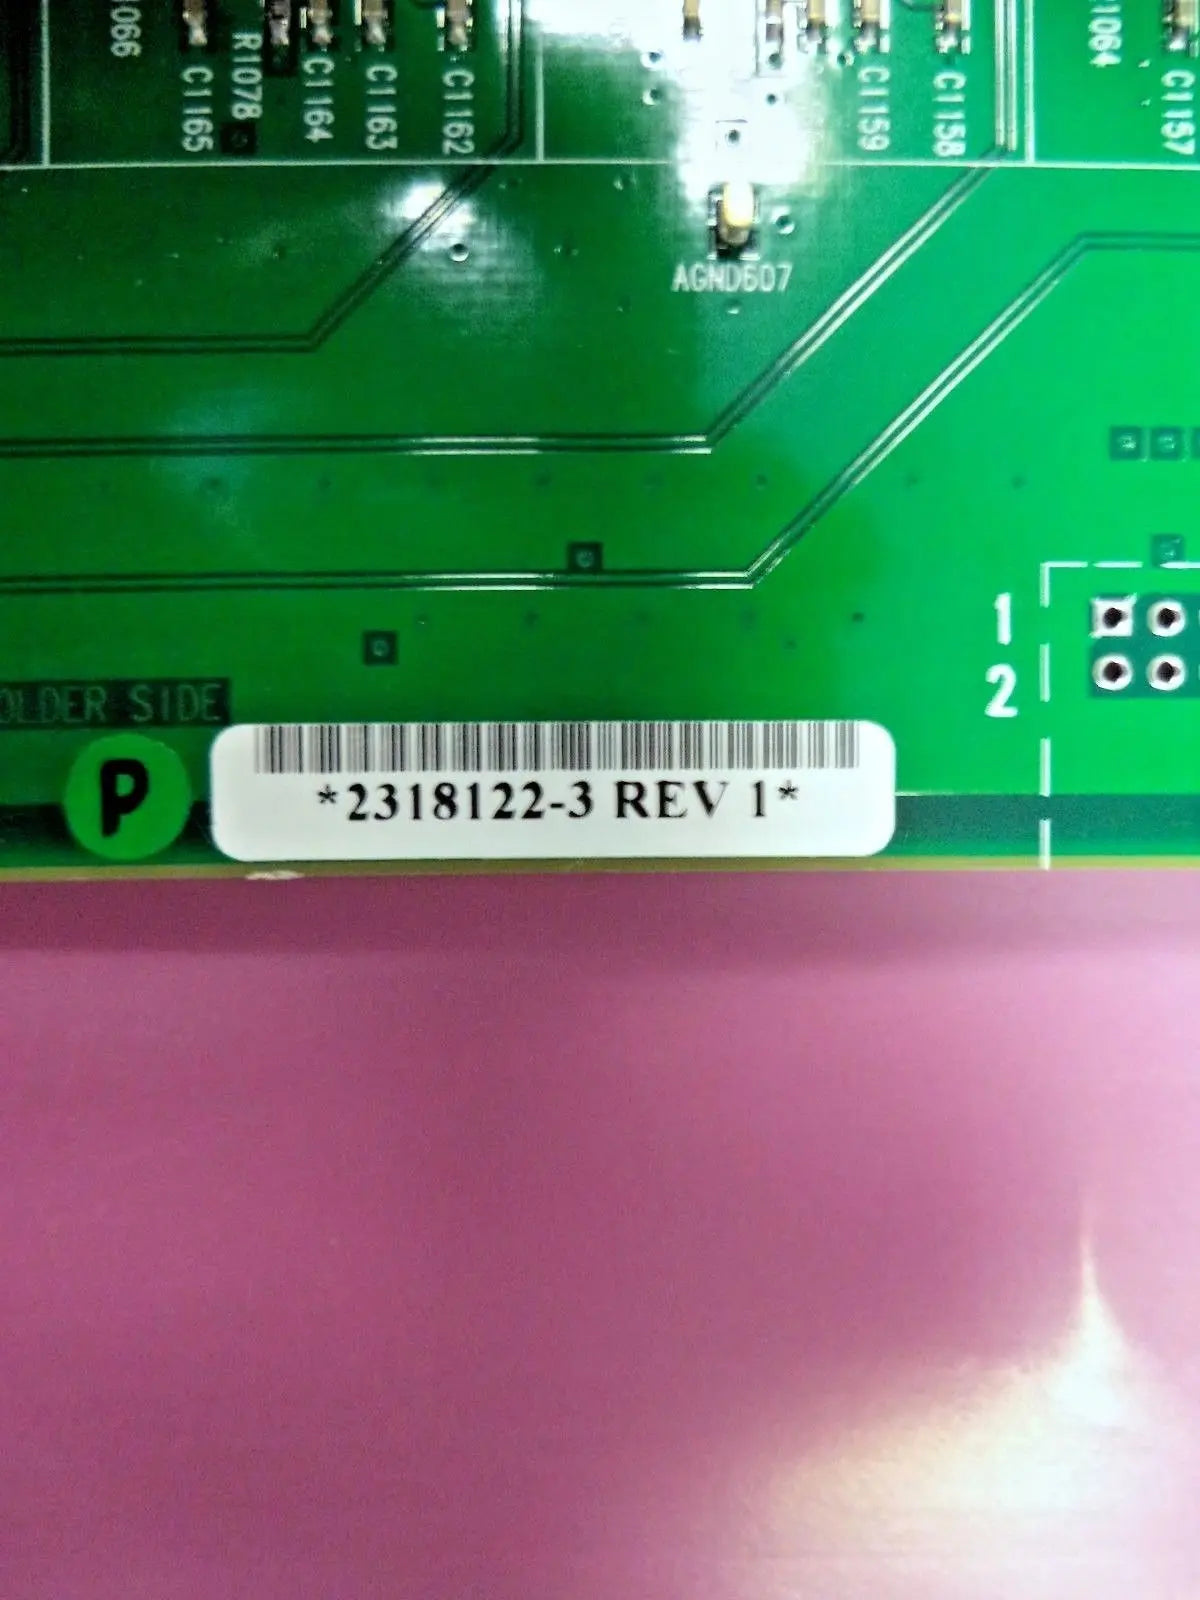 1066
C1165
R1078
C1164
C1163
C1162
C1159
C1158
1064
C1157
AGND607
1
2
OLDER SIDE
P
*2318122-3 REV 1*